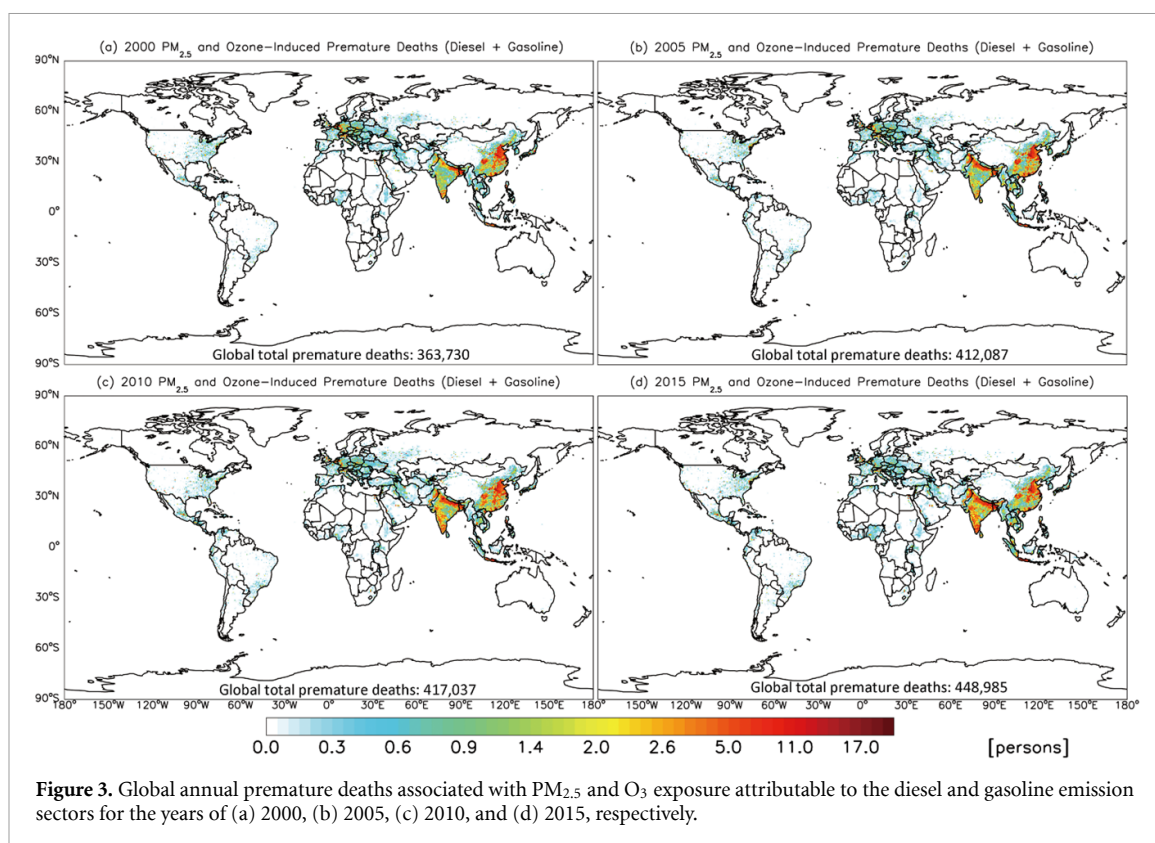 (a) 2000 PM2.5 and Ozone-Induced Premature Deaths (Diesel + Gasoline)
(b) 2005 PM2.5 and Ozone-Induced Premature Deaths (Diesel + Gasoline)
90°N
60°N
30°N
0°
30°S
60°S
90°S
Global total premature deaths: 363,730
Global total premature deaths: 412,087
(c) 2010 PM2.5 and Ozone-Induced Premature Deaths (Diesel + Gasoline)
(d) 2015 PM2.5 and Ozone-Induced Premature Deaths (Diesel + Gasoline)
90°N
60°N
30°N
0°
30°S
60°S
90°S
Global total premature deaths: 417,037
Global total premature deaths: 448,985
180° 150°W 120°W 90°W 60°W 30°W 0° 30°E 60°E 90°E 120°E 150°E 180° 150°W 120°W 90°W 60°W 30°W 0° 30°E 60°E 90°E 120°E 150°E 180°
0.0 0.3 0.6 0.9 1.4 2.0 2.6 5.0 11.0 17.0 [persons]
Figure 3. Global annual premature deaths associated with PM2.5 and O3 exposure attributable to the diesel and gasoline emission
sectors for the years of (a) 2000, (b) 2005, (c) 2010, and (d) 2015, respectively.